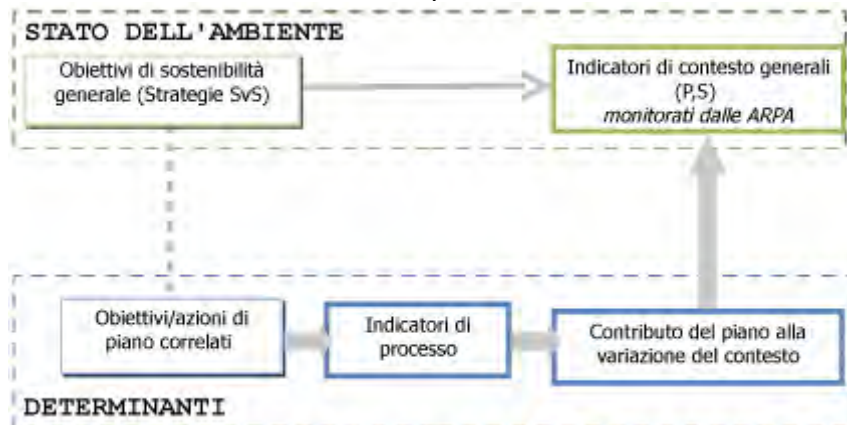 STATO DELL'AMBIENTE
Obiettivi di sostenibilità
generale (Strategie SvS)
Indicatori di contesto generali
(P,S)
monitorati dalle ARPA
Obiettivi/azioni di
piano correlati
Indicatori di
processo
Contributo del piano alla
variazione del contesto
DETERMINANTI